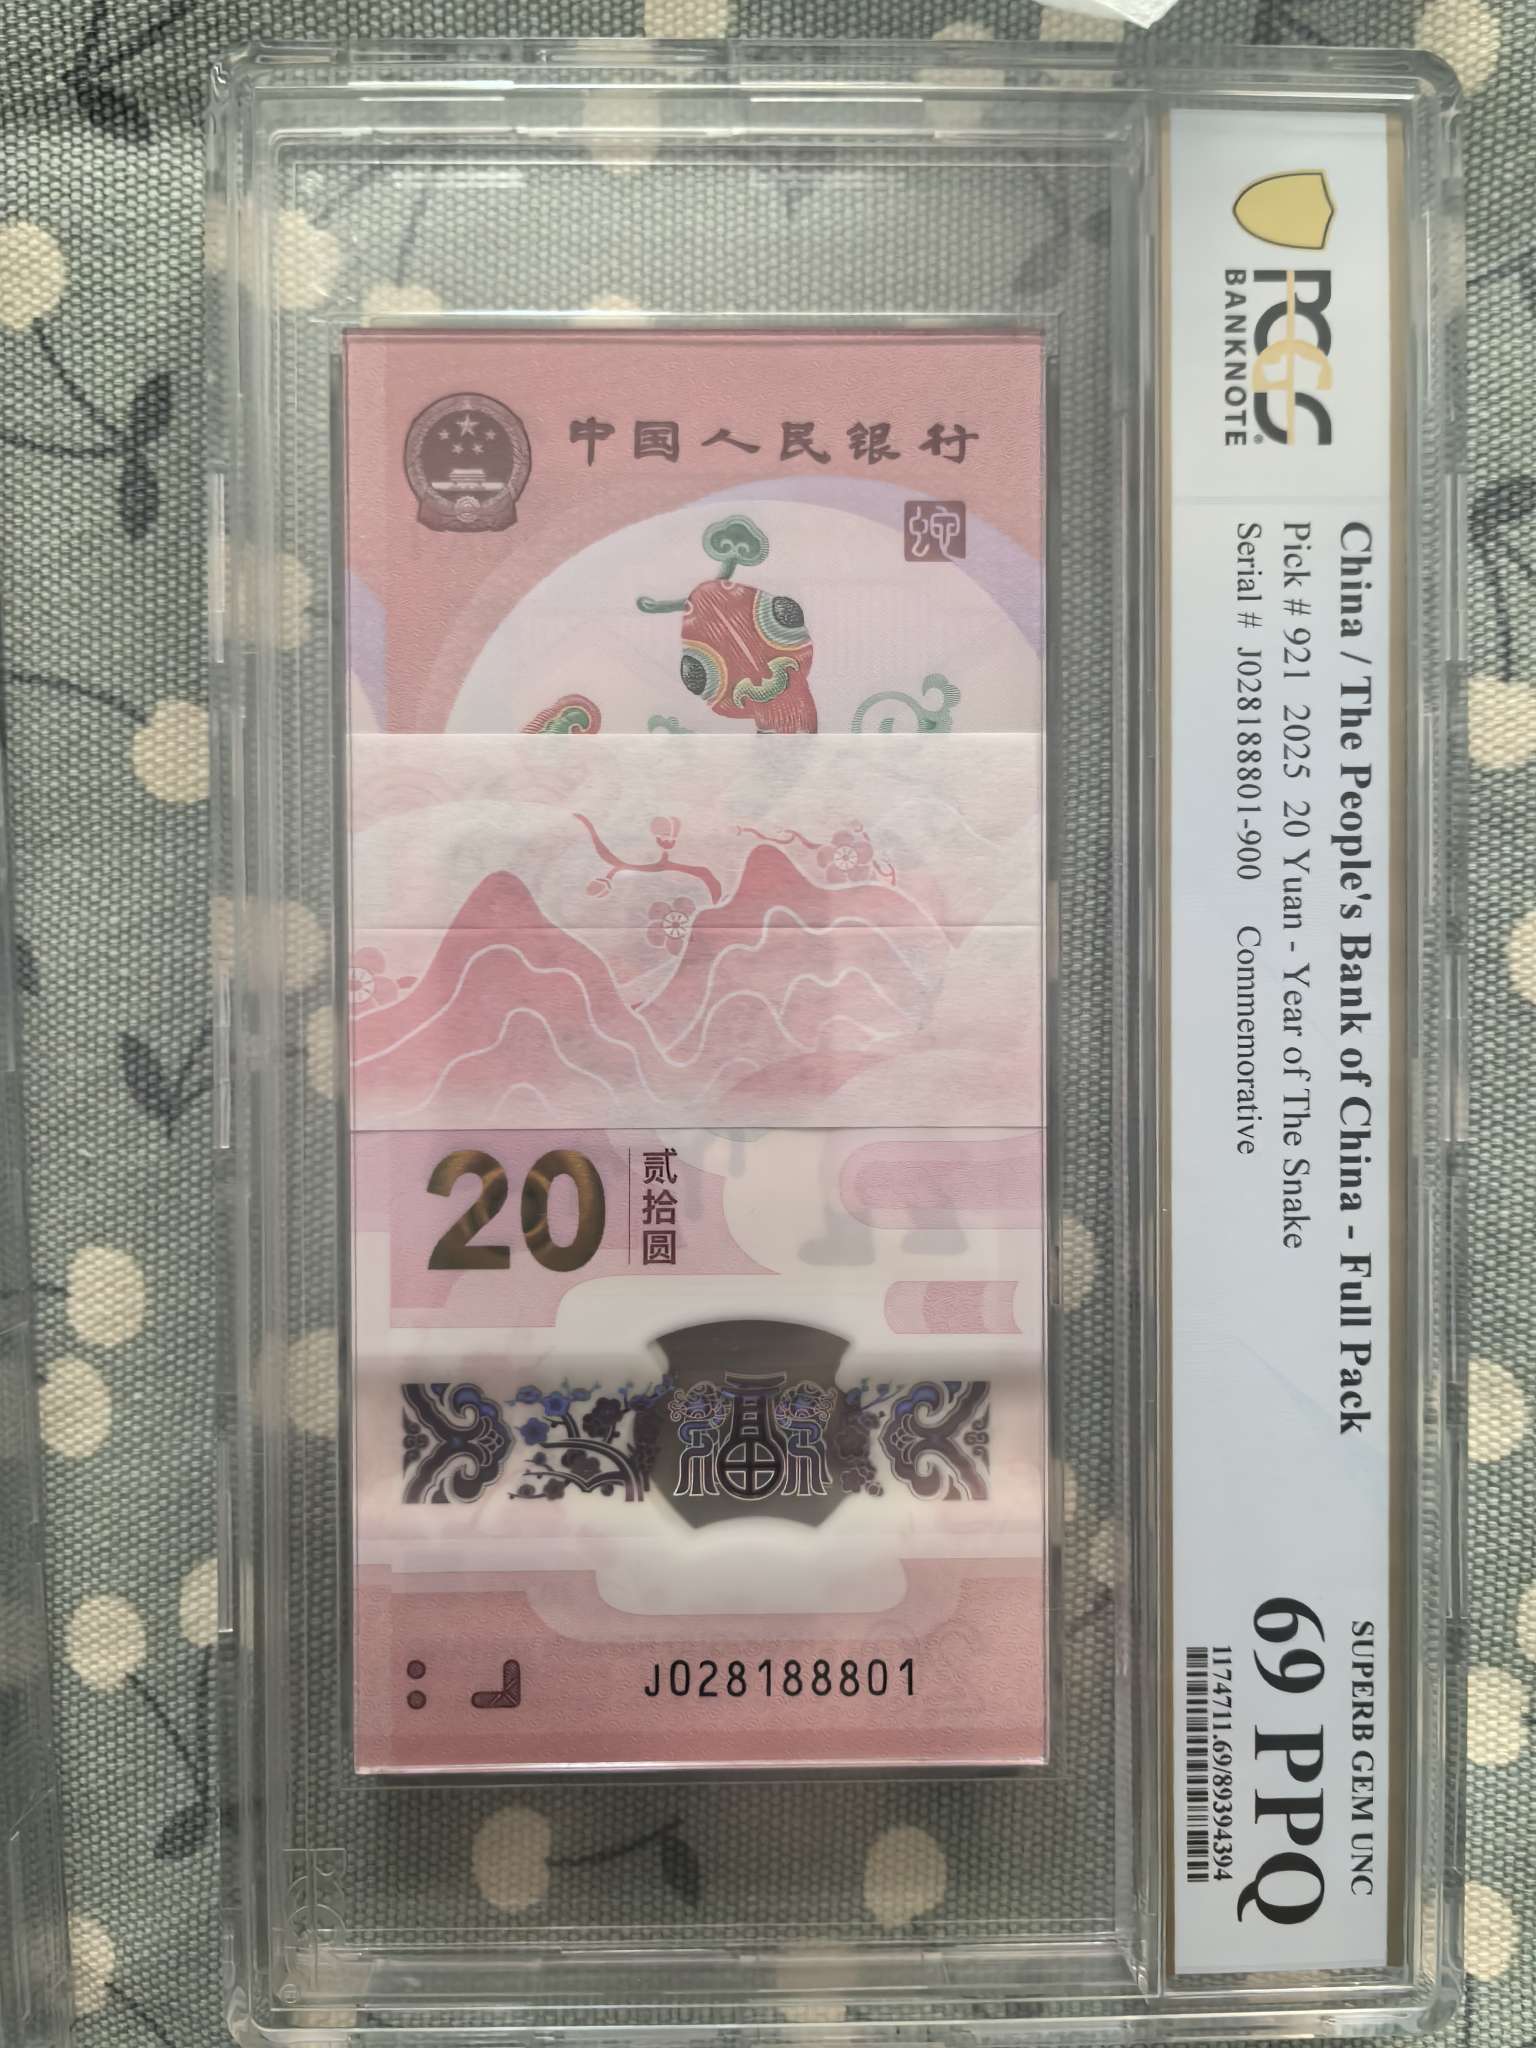 PCGS
BANKNOTE
China / The People's Bank of China - Full Pack
Pick # 921 2025 20 Yuan - Year of The Snake
Serial # J028188801-900 Commemorative
SUPERB GEM UNC
69 PPQ
1174711.69/89394394
中国人民银行
蛇
20
贰拾圆
J028188801